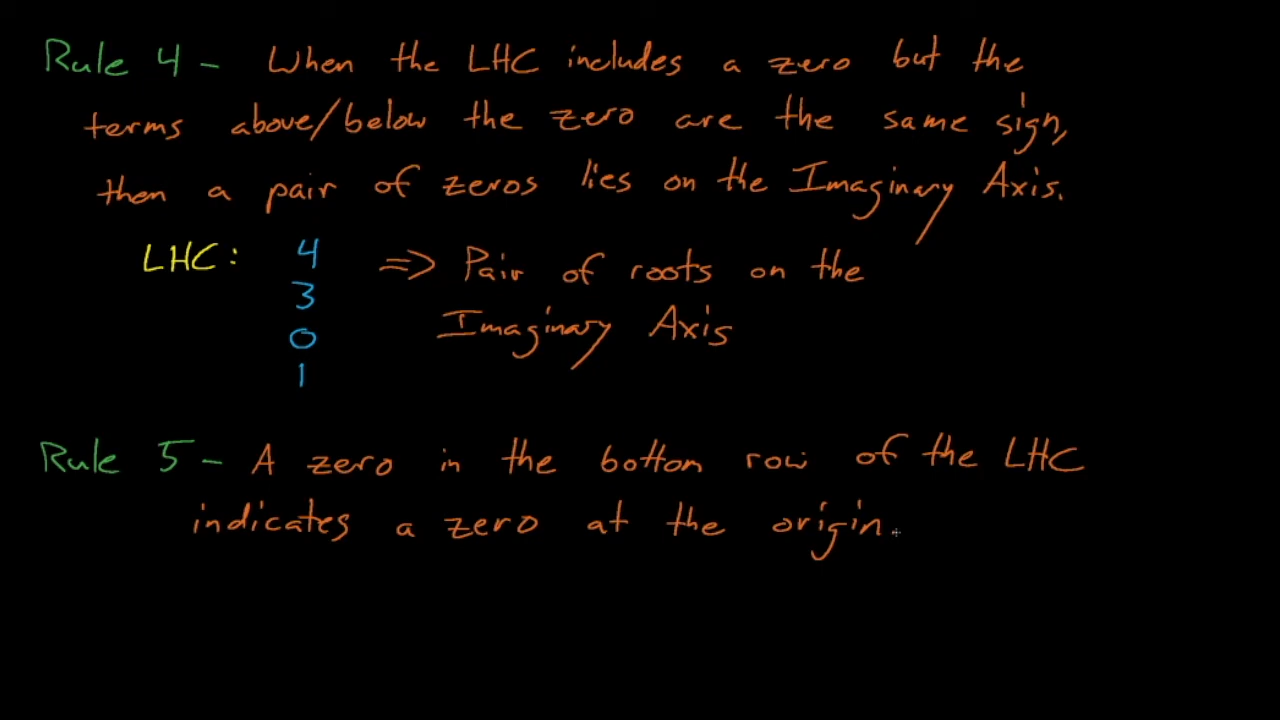 Rule 4 - When the LHC includes a zero but the
terms above/below the zero are the same sign,
then a pair of zeros lies on the Imaginary Axis.
LHC: 4 => Pair of roots on the
3
Imaginary Axis
0
1
Rule 5 - A zero in the bottom row of the LHC
indicates a zero at the origin.